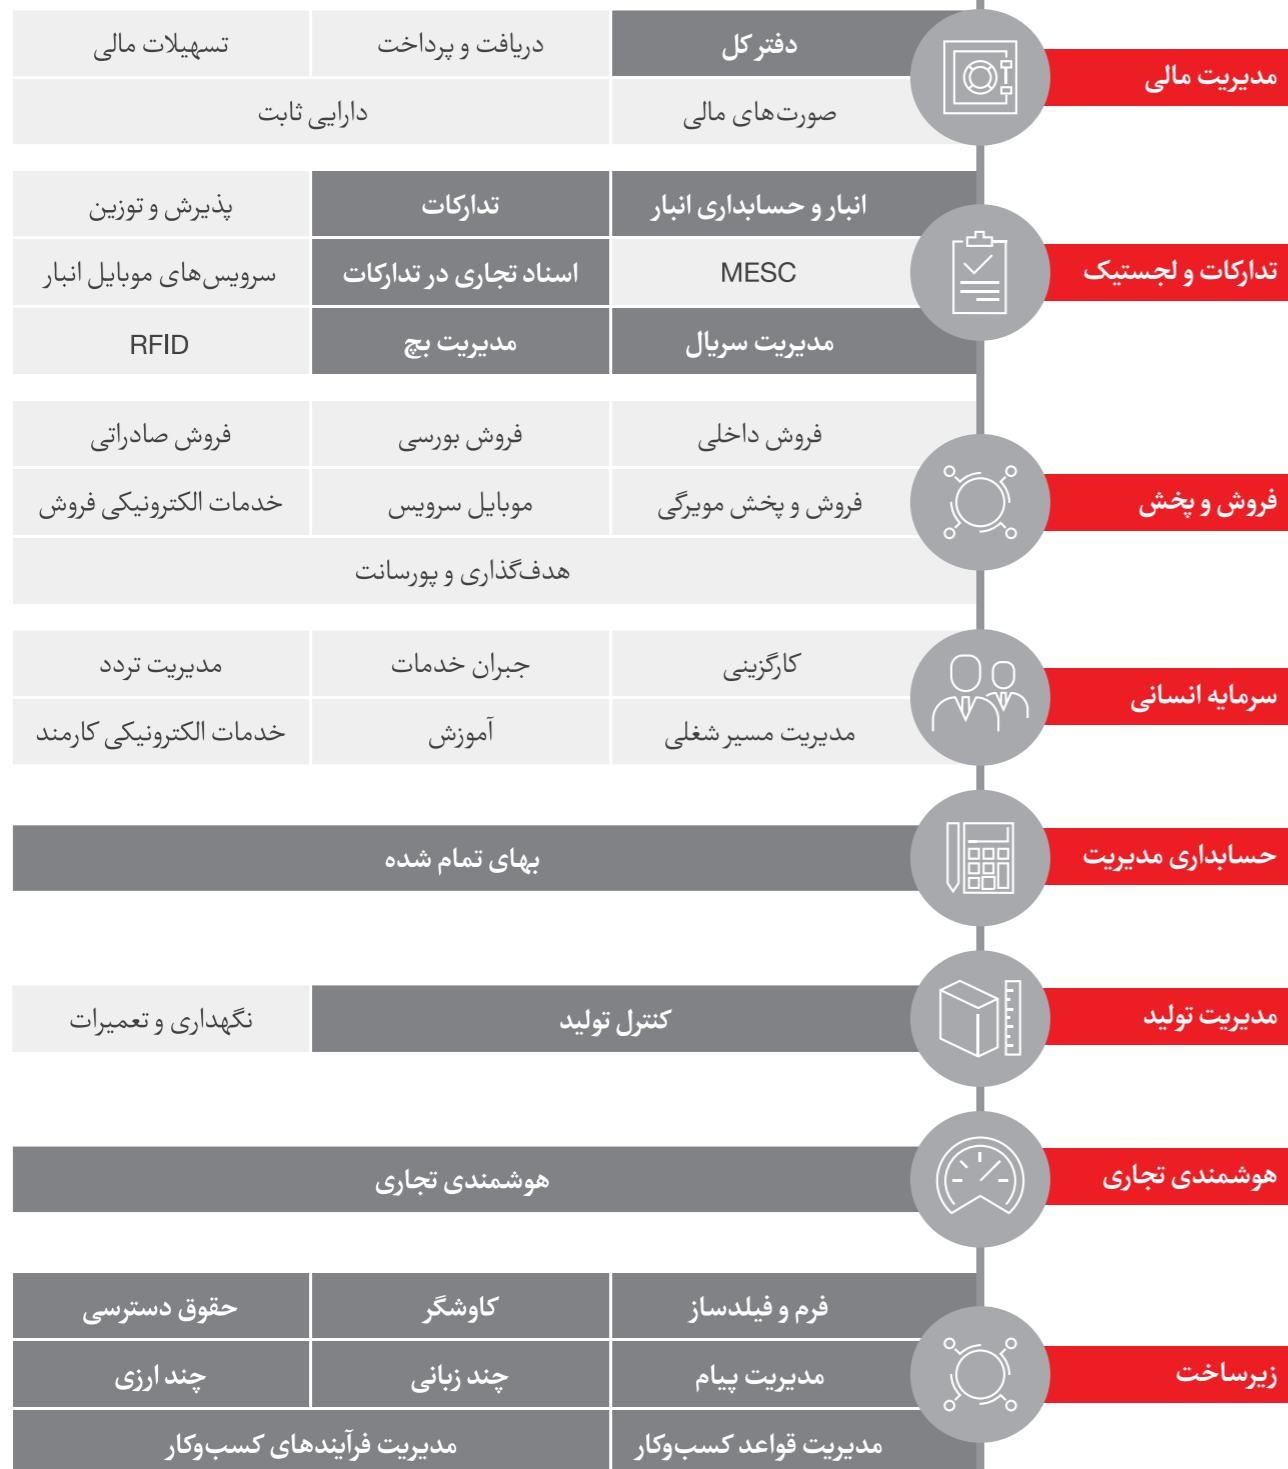 مدیریت مالی
دفتر کل
دریافت و پرداخت
تسهیلات مالی
صورت‌های مالی
دارایی ثابت
تدارکات و لجستیک
انبار و حسابداری انبار
تدارکات
پذیرش و توزین
MESC
اسناد تجاری در تدارکات
سرویس‌های موبایل انبار
مدیریت سریال
مدیریت بچ
RFID
فروش و پخش
فروش داخلی
فروش بورسی
فروش صادراتی
فروش و پخش مویرگی
موبایل سرویس
خدمات الکترونیکی فروش
هدف‌گذاری و پورسانت
سرمایه انسانی
کارگزینی
جبران خدمات
مدیریت تردد
مدیریت مسیر شغلی
آموزش
خدمات الکترونیکی کارمند
حسابداری مدیریت
بهای تمام شده
مدیریت تولید
کنترل تولید
نگهداری و تعمیرات
هوشمندی تجاری
هوشمندی تجاری
زیرساخت
فرم و فیلدساز
کاوشگر
حقوق دسترسی
مدیریت پیام
چند زبانی
چند ارزی
مدیریت قواعد کسب‌وکار
مدیریت فرآیندهای کسب‌وکار